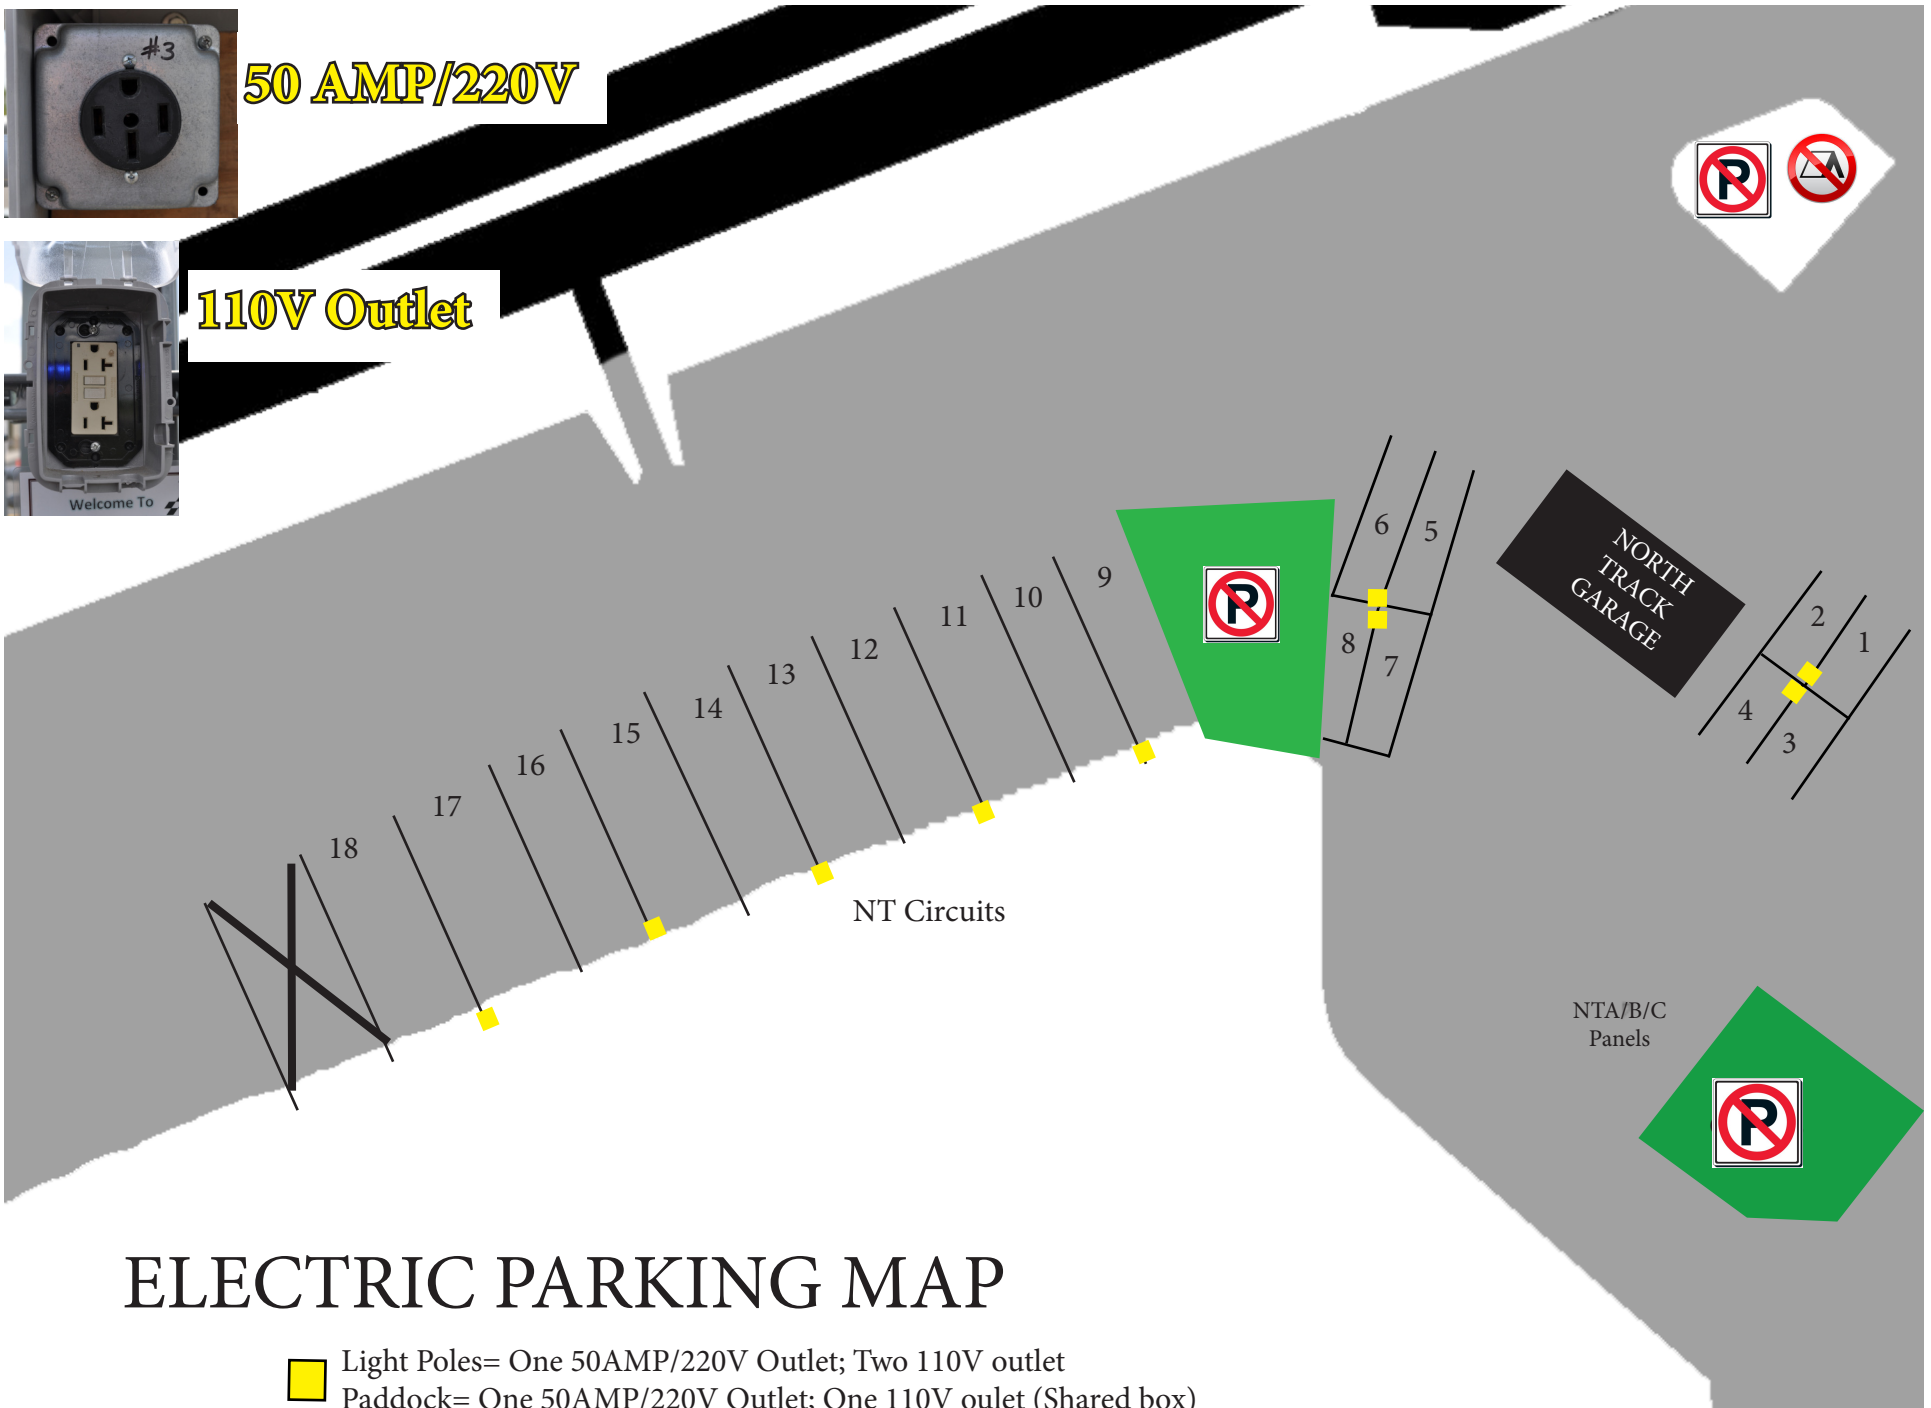 #3
50 AMP/220V
110V Outlet
Welcome To
P
P
6
5
9
10
11
12
13
14
15
16
17
18
8
7
NORTH
TRACK
GARAGE
2
1
4
3
NT Circuits
NTA/B/C
Panels
P
ELECTRIC PARKING MAP
Light Poles= One 50AMP/220V Outlet; Two 110V outlet
Paddock= One 50AMP/220V Outlet; One 110V oulet (Shared box)